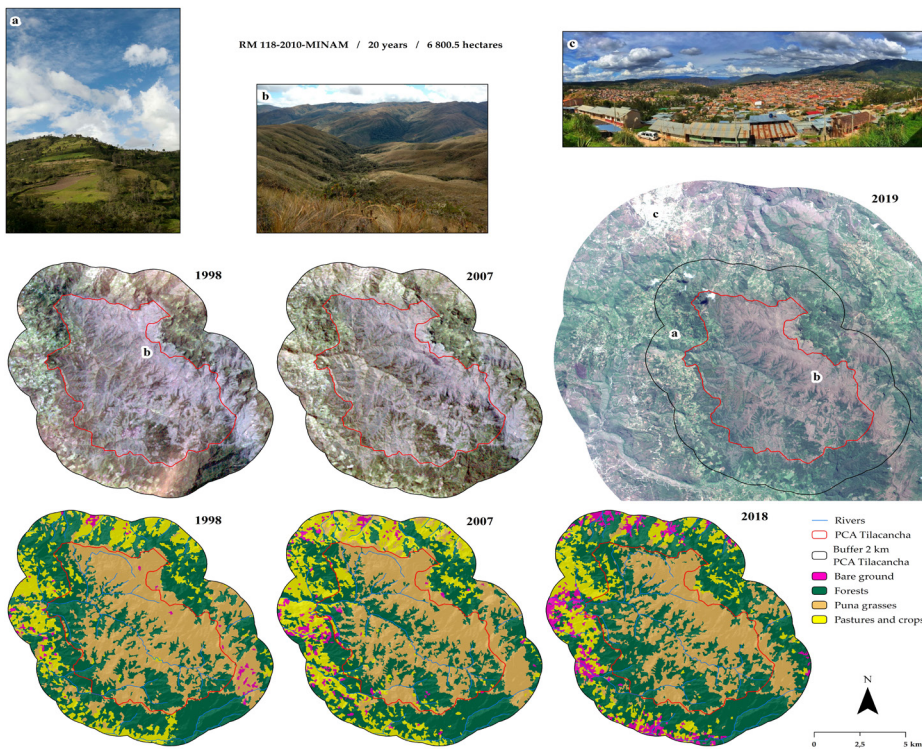 a
RM 118-2010-MINAM / 20 years / 6 800.5 hectares
b
c
1998
b
2007
2019
c
a
b
1998
2007
2018
Rivers
PCA Tilacancha
Buffer 2 km
PCA Tilacancha
Bare ground
Forests
Puna grasses
Pastures and crops
N
0 2,5 5 km